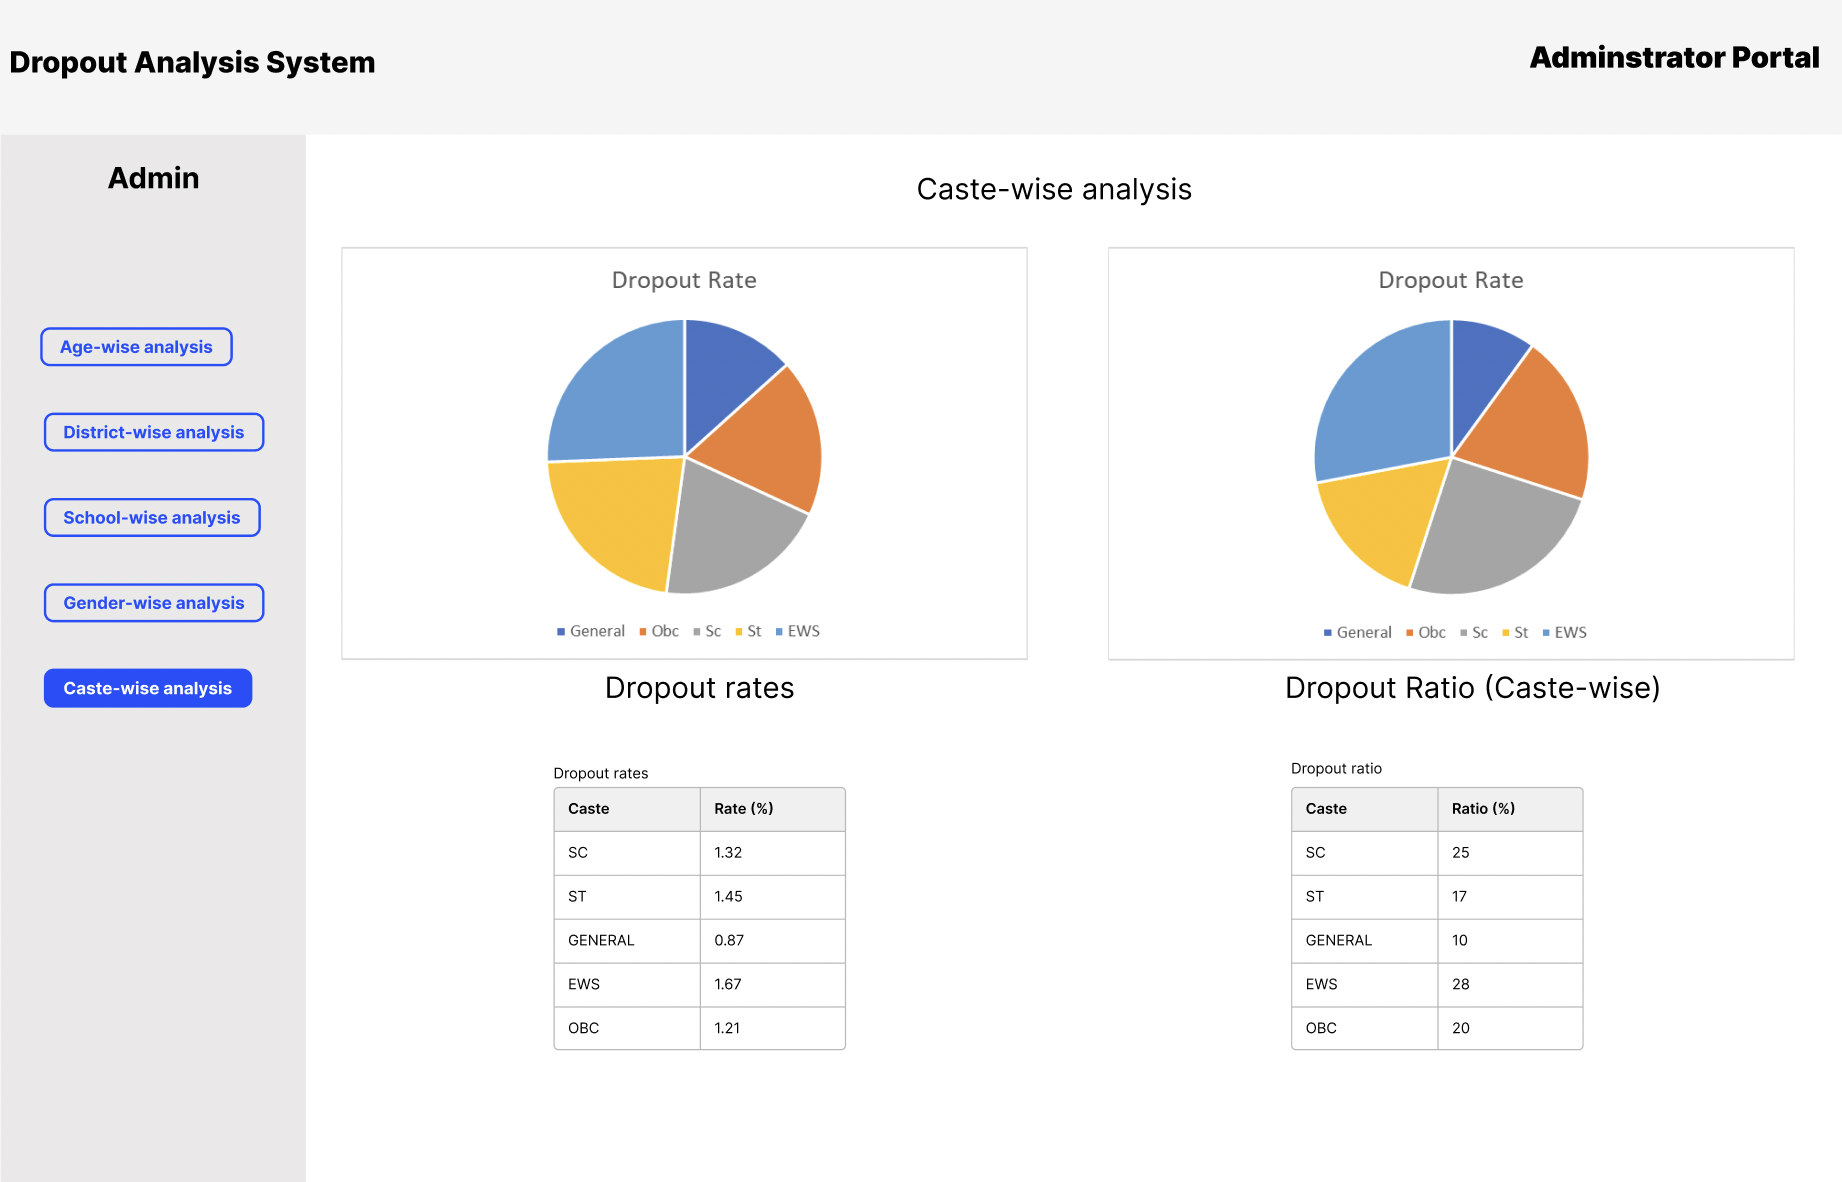 Dropout Analysis System
Adminstrator Portal
Admin
Age-wise analysis
District-wise analysis
School-wise analysis
Gender-wise analysis
Caste-wise analysis
Caste-wise analysis
Dropout Rate
General Obc Sc St EWS
Dropout rates
Dropout Rate
General Obc Sc St EWS
Dropout Ratio (Caste-wise)
Dropout rates
Caste Rate (%)
SC 1.32
ST 1.45
GENERAL 0.87
EWS 1.67
OBC 1.21
Dropout ratio
Caste Ratio (%)
SC 25
ST 17
GENERAL 10
EWS 28
OBC 20